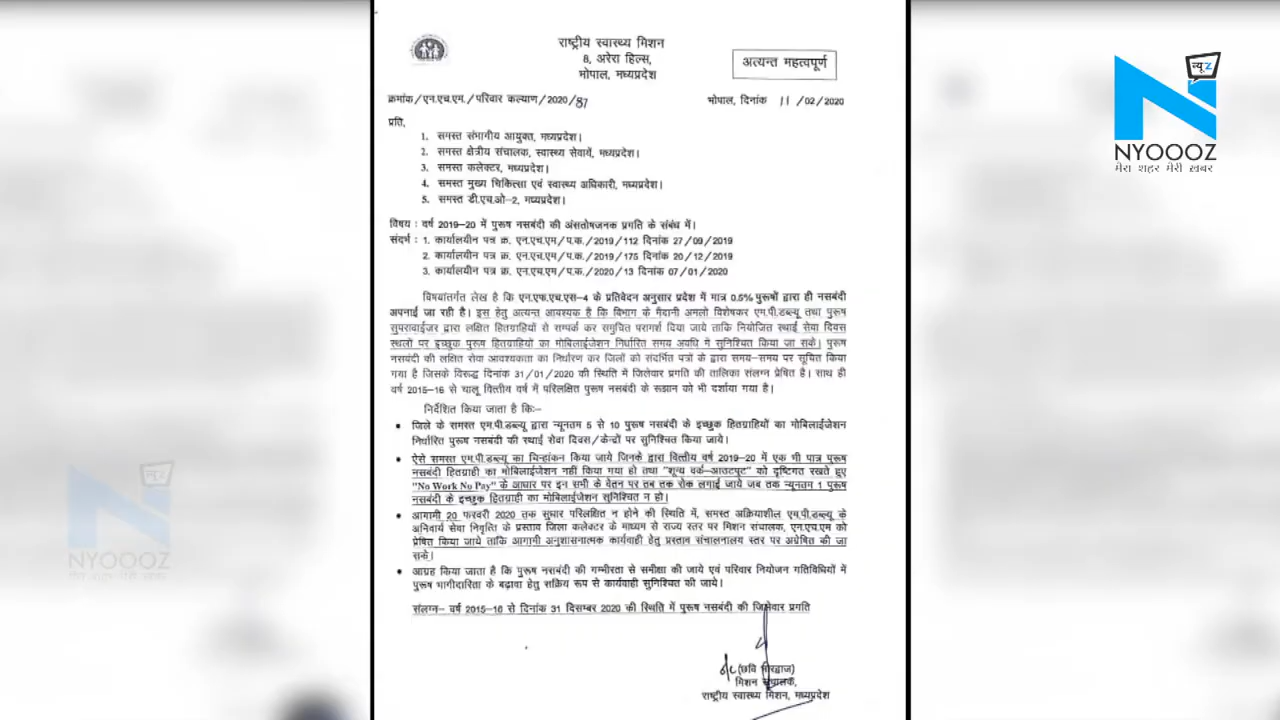 राष्ट्रीय स्वास्थ्य मिशन
8, अरेरा हिल्स,
भोपाल, मध्यप्रदेश
अत्यन्त महत्वपूर्ण
क्रमांक/एन.एच.एम./परिवार कल्याण/2020/87
भोपाल, दिनांक 11/02/2020
प्रति,
1. समस्त संभागीय आयुक्त, मध्यप्रदेश।
2. समस्त क्षेत्रीय संचालक, स्वास्थ्य सेवायें, मध्यप्रदेश।
3. समस्त कलेक्टर, मध्यप्रदेश।
4. समस्त मुख्य चिकित्सा एवं स्वास्थ्य अधिकारी, मध्यप्रदेश।
5. समस्त डी.एच.ओ-2, मध्यप्रदेश।
विषय : वर्ष 2019-20 में पुरूष नसबंदी की अंसतोषजनक प्रगति के संबंध में।
संदर्भ : 1. कार्यालयीन पत्र क्र. एन.एच.एम/प.क./2019/112 दिनांक 27/09/2019
2. कार्यालयीन पत्र क्र. एन.एच.एम/प.क./2019/175 दिनांक 20/12/2019
3. कार्यालयीन पत्र क्र. एन.एच.एम/प.क./2020/13 दिनांक 07/01/2020
विषयांतर्गत लेख है कि एन.एफ.एच.एस-4 के प्रतिवेदन अनुसार प्रदेश में मात्र 0.5% पुरूषों द्वारा ही नसबंदी
अपनाई जा रही है। इस हेतु अत्यन्त आवश्यक है कि विभाग के मैदानी अमलो विशेषकर एम.पी.डब्ल्यू तथा पुरूष
सुपरावाईजर द्वारा लक्षित हितग्राहियों से सम्पर्क कर समुचित परागर्श दिया जाये ताकि नियोजित स्थाई सेवा दिवस
स्थलों पर इच्छुक पुरूष हितग्राहियों का मोबिलाईजेशन निर्धारित समय अवधि में सुनिश्चित किया जा सके। पुरूष
नसबंदी की लक्षित सेवा आवश्यकता का निर्धारण कर जिलों को संदर्भित पत्रों के द्वारा समय-समय पर सूचित किया
गया है जिसके विरूद्ध दिनांक 31/01/2020 की स्थिति में जिलेवार प्रगति की तालिका संलग्न प्रेषित है। साथ ही
वर्ष 2015-16 से चालू वित्तीय वर्ष में परिलक्षित पुरूष नसबंदी के रूझान को भी दर्शाया गया है।
निर्देशित किया जाता है कि:-
• जिले के समस्त एम.पी.डब्ल्यू द्वारा न्यूनतम 5 से 10 पुरूष नसबंदी के इच्छुक हितग्राहियों का मोबिलाईजेशन
निर्धारित पुरूष नसबंदी की स्थाई सेवा दिवस/केन्द्रों पर सुनिश्चित किया जाये।
• ऐसे समस्त एम.पी.डब्ल्यू का चिन्हांकन किया जाये जिनके द्वारा वित्तीय वर्ष 2019-20 में एक भी पात्र पुरूष
नसबंदी हितग्राही का मोबिलाईजेशन नहीं किया गया हो तथा "शून्य वर्क-आउटपुट" को दृष्टिगत रखते हुए
"No Work No Pay" के आधार पर इन सभी के वेतन पर तब तक रोक लगाई जाये जब तक न्यूनतम 1 पुरूष
नसबंदी के इच्छुक हितग्राही का मोबिलाईजेशन सुनिश्चित न हो।
• आगामी 20 फरवरी 2020 तक सुधार परिलक्षित न होने की स्थिति में, समस्त अक्रियाशील एम.पी.डब्ल्यू के
अनिवार्य सेवा निवृत्ति के प्रस्ताव जिला कलेक्टर के माध्यम से राज्य स्तर पर मिशन संचालक, एन.एच.एम को
प्रेषित किया जाये ताकि आगामी अनुशासनात्मक कार्यवाही हेतु प्रस्ताव संचालनालय स्तर पर अग्रेषित की जा
सके।
• आग्रह किया जाता है कि पुरूष नसबंदी की गम्भीरता से समीक्षा की जाये एवं परिवार नियोजन गतिविधियों में
पुरूष भागीदारिता के बढ़ावा हेतु सक्रिय रूप से कार्यवाही सुनिश्चित की जाये।
संलग्न- वर्ष 2015-16 से दिनांक 31 दिसम्बर 2020 की स्थिति में पुरूष नसबंदी की जिलेवार प्रगति
(छवि भारद्वाज)
मिशन संचालक,
राष्ट्रीय स्वास्थ्य मिशन, मध्यप्रदेश
न्यूz
NYOOOZ
मेरा शहर मेरी ख़बर
न्यूz
NYOOOZ
मेरा शहर मेरी ख़बर